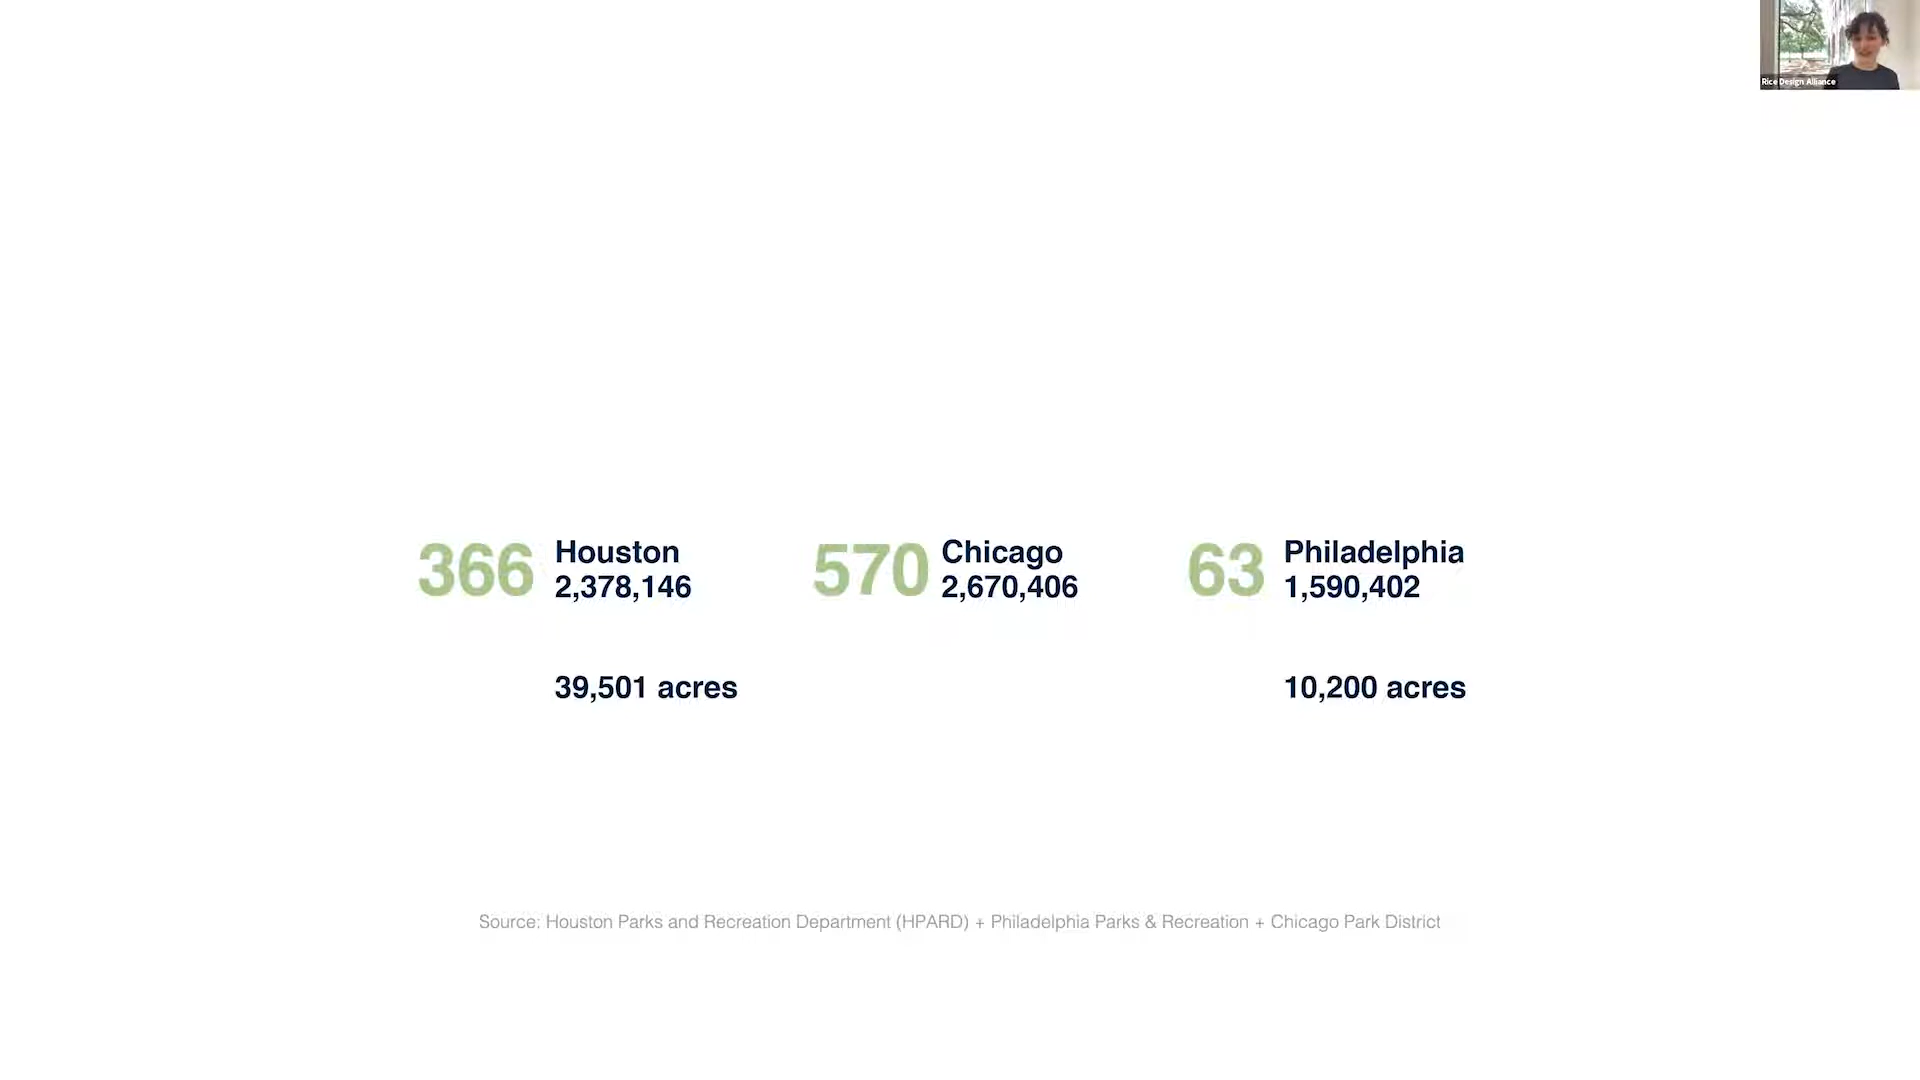 Rice Design Alliance
366 Houston
2,378,146
570 Chicago
2,670,406
63 Philadelphia
1,590,402
39,501 acres
10,200 acres
Source: Houston Parks and Recreation Department (HPARD) + Philadelphia Parks & Recreation + Chicago Park District